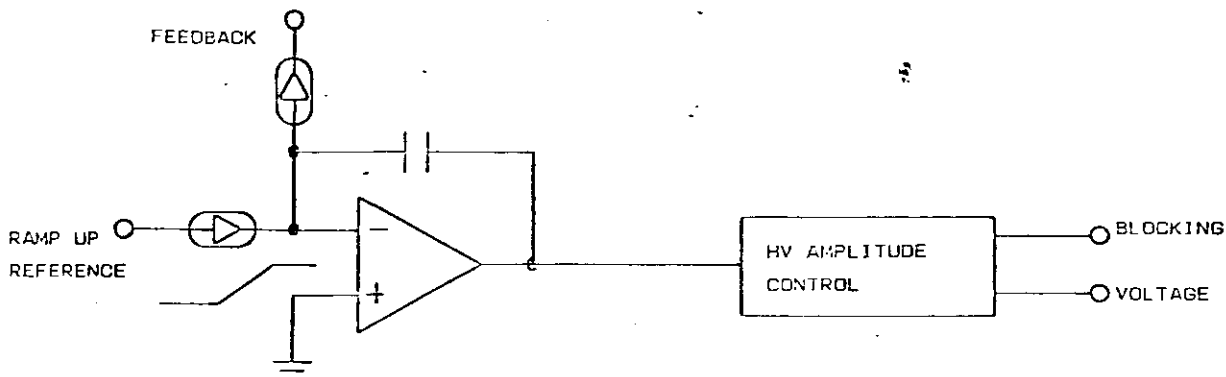 FEEDBACK
RAMP UP
REFERENCE
−
+
HV AMPLITUDE
CONTROL
BLOCKING
VOLTAGE